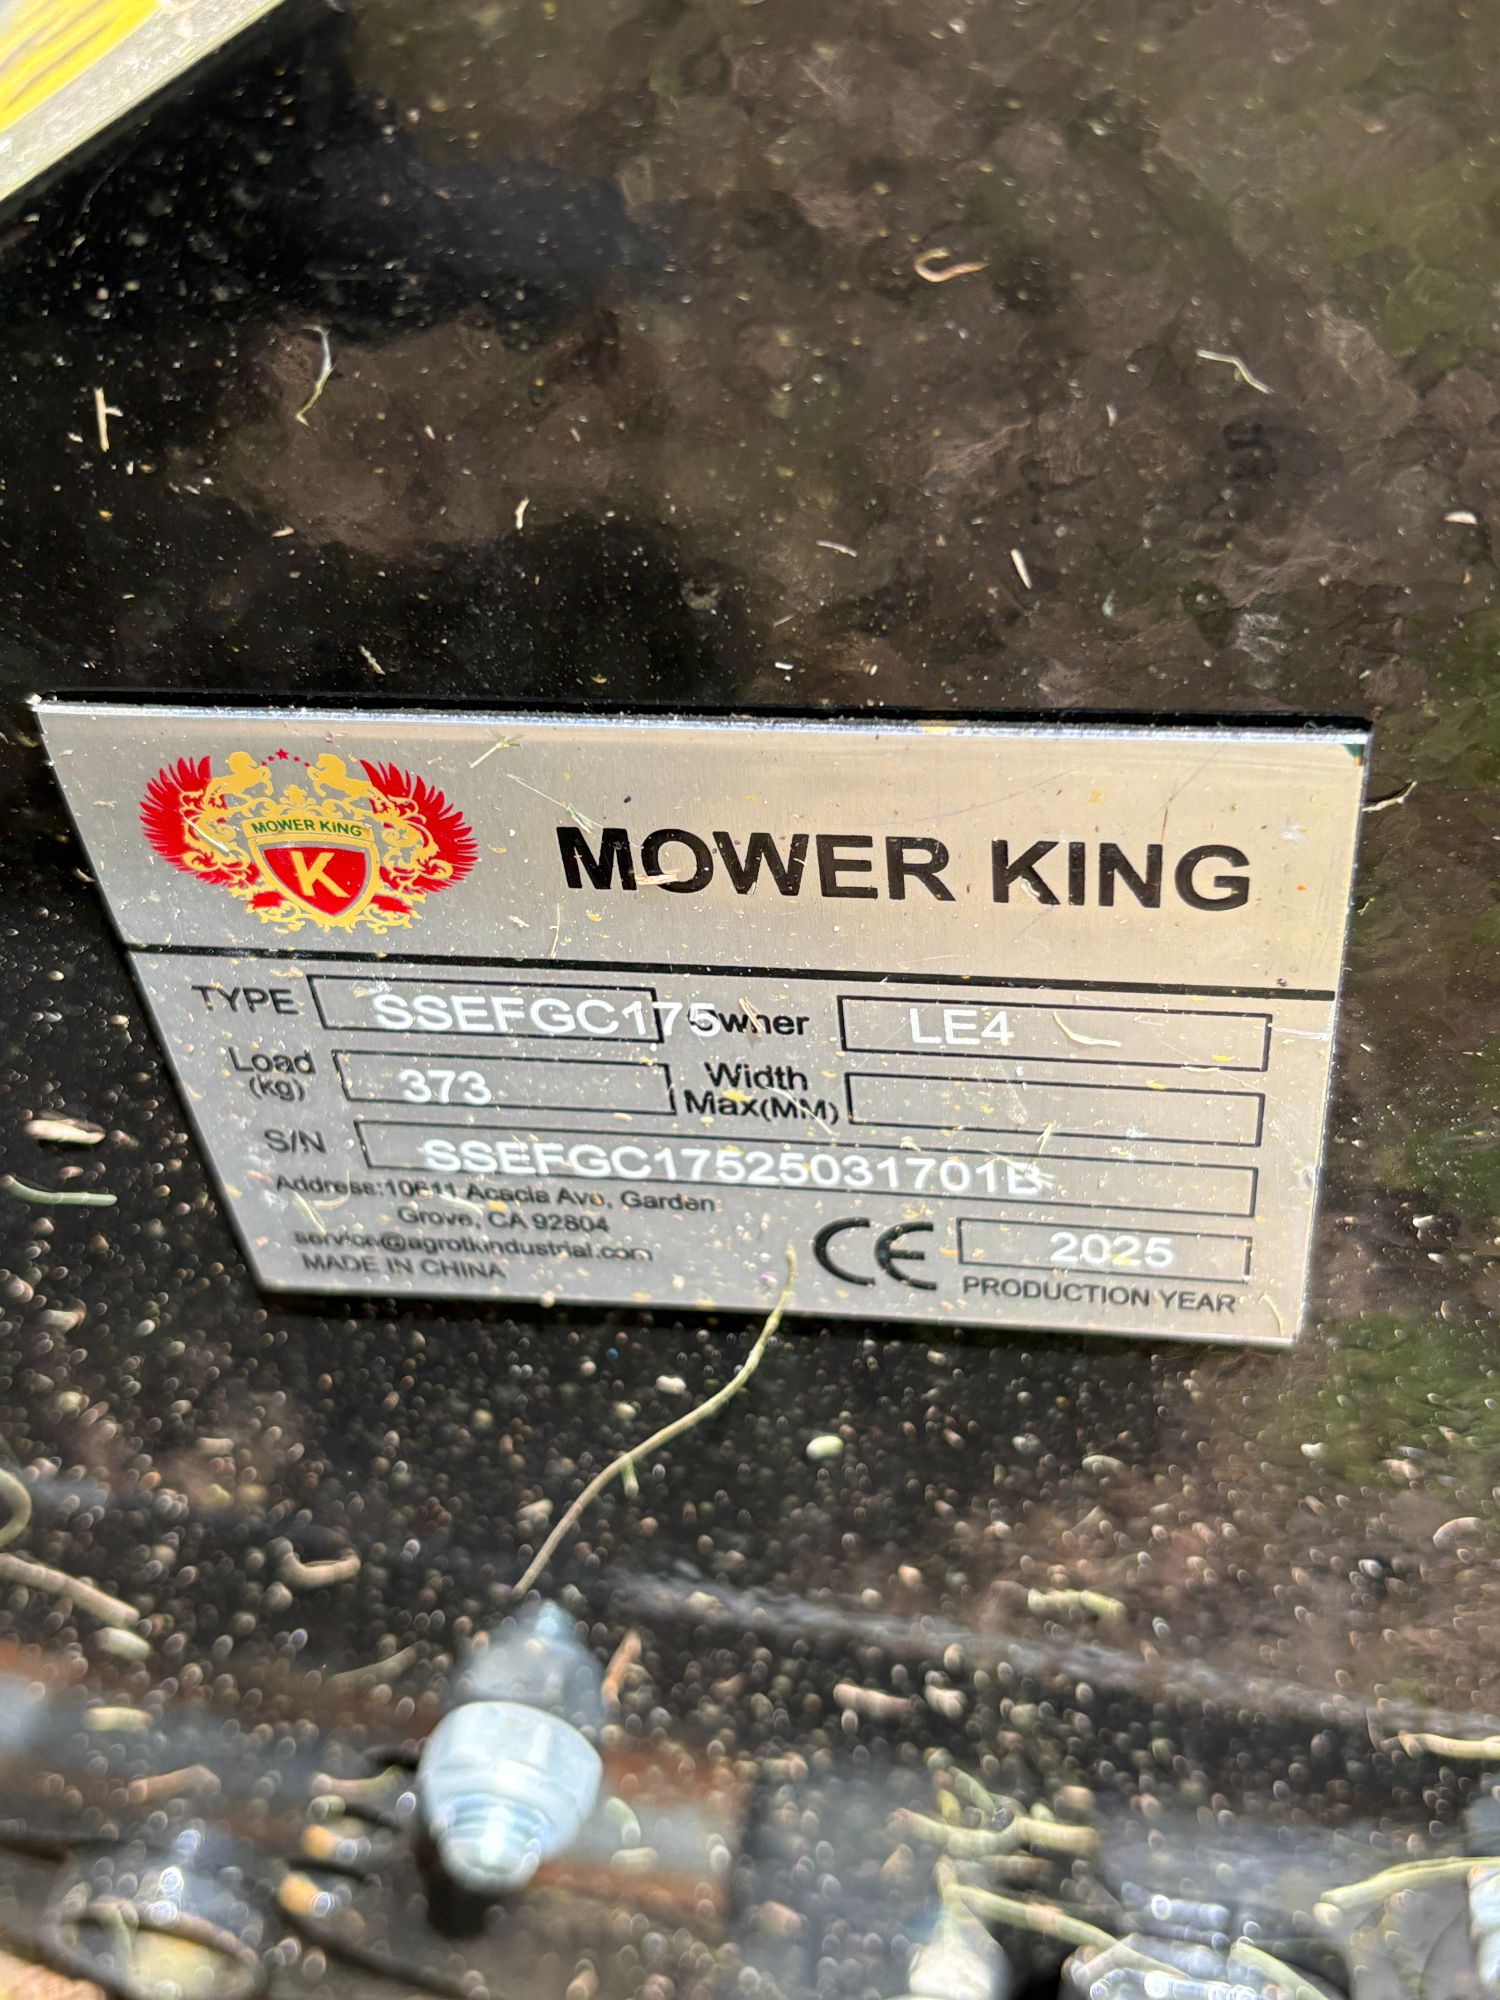 MOWER KING
K
MOWER KING
TYPE SSEFGC175 Owner LE4
Load (kg) 373 Width Max(MM)
S/N SSEFGC17525031701B
Address:10611 Acacia Ave, Garden
Grove, CA 92804
service@agrotkindustrial.com
MADE IN CHINA
CE 2025
PRODUCTION YEAR